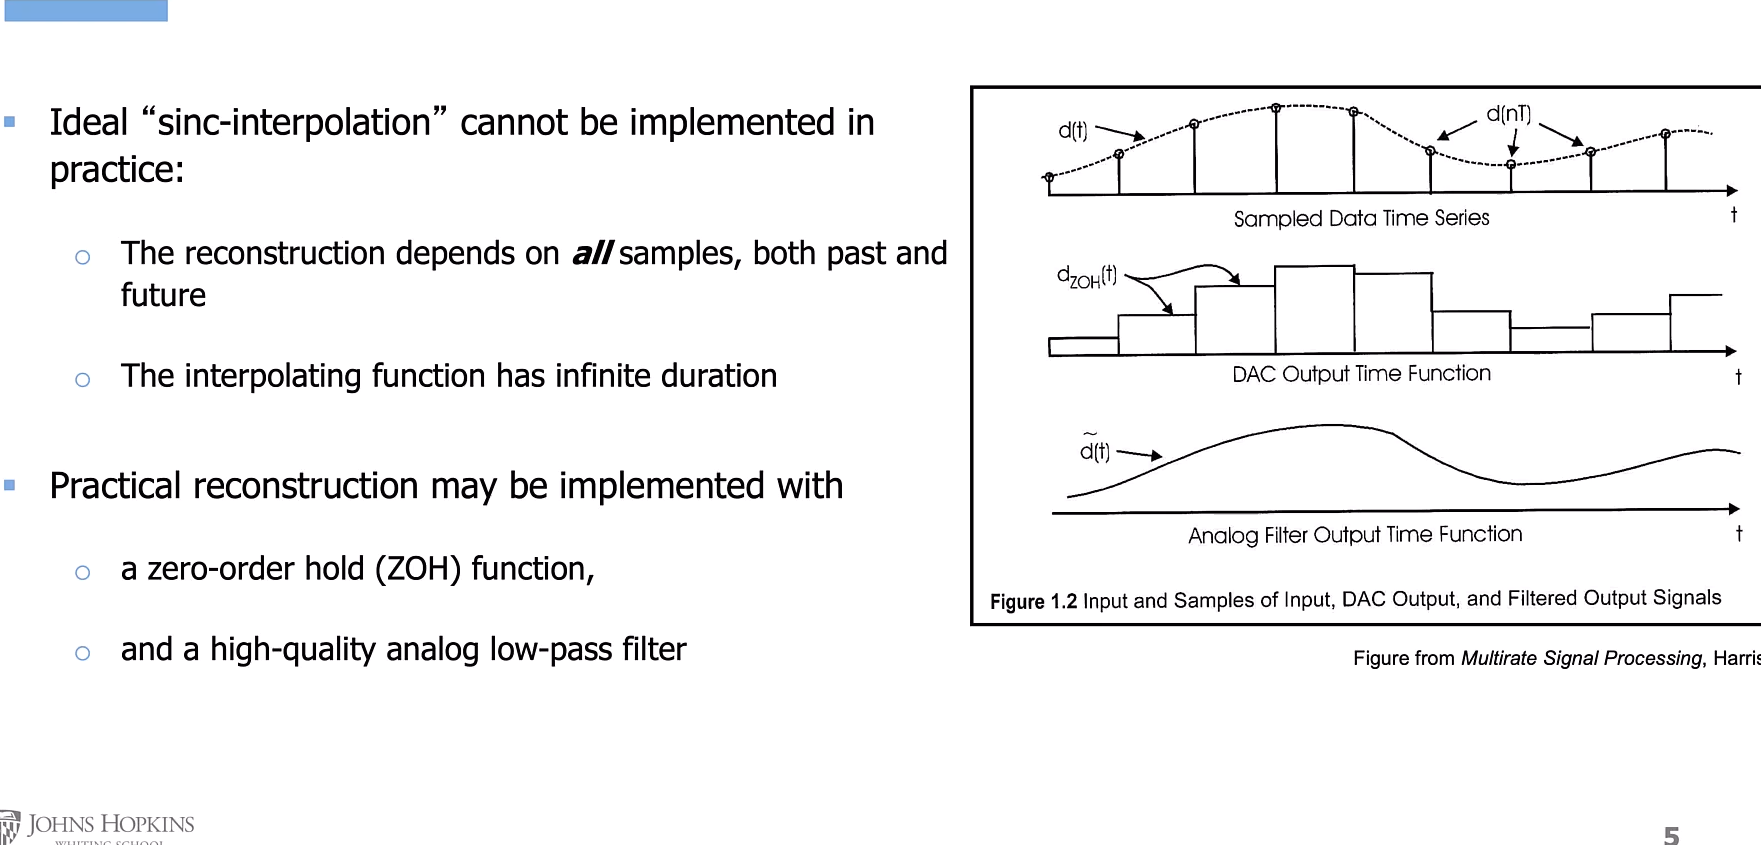 Ideal “sinc-interpolation” cannot be implemented in
practice:
The reconstruction depends on all samples, both past and
future
The interpolating function has infinite duration
Practical reconstruction may be implemented with
a zero-order hold (ZOH) function,
and a high-quality analog low-pass filter
d(t)
d(nT)
Sampled Data Time Series
t
dZOH(t)
DAC Output Time Function
t
d̃(t)
Analog Filter Output Time Function
t
Figure 1.2 Input and Samples of Input, DAC Output, and Filtered Output Signals
Figure from Multirate Signal Processing, Harris
JOHNS HOPKINS
WHITING SCHOOL
5